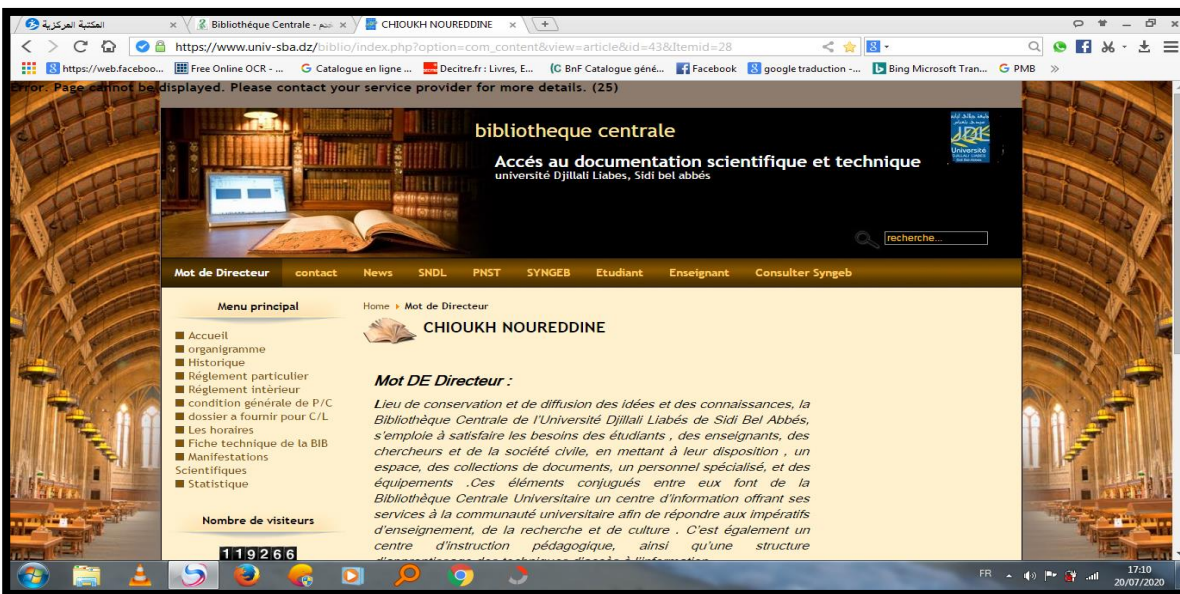 المكتبة المركزية
Bibliothéque Centrale - ختم
CHIOUKH NOUREDDINE
https://www.univ-sba.dz/biblio/index.php?option=com_content&view=article&id=43&Itemid=28
https://web.faceboo... Free Online OCR - ... Catalogue en ligne ... Decitre.fr : Livres, E... BnF Catalogue géné... Facebook google traduction -... Bing Microsoft Tran... PMB
Error. Page cannot be displayed. Please contact your service provider for more details. (25)
bibliotheque centrale
Accés au documentation scientifique et technique
université Djillali Liabes, Sidi bel abbés
Université
recherche...
Mot de Directeur contact News SNDL PNST SYNGEB Etudiant Enseignant Consulter Syngeb
Menu principal
Accueil
organigramme
Historique
Réglement particulier
Réglement intèrieur
condition générale de P/C
dossier a fournir pour C/L
Les horaires
Fiche technique de la BIB
Manifestations
Scientifiques
Statistique
Nombre de visiteurs
119266
Home Mot de Directeur
CHIOUKH NOUREDDINE
Mot DE Directeur :
Lieu de conservation et de diffusion des idées et des connaissances, la
Bibliothèque Centrale de l'Université Djillali Liabés de Sidi Bel Abbés,
s'emploie à satisfaire les besoins des étudiants , des enseignants, des
chercheurs et de la société civile, en mettant à leur disposition , un
espace, des collections de documents, un personnel spécialisé, et des
équipements .Ces éléments conjugués entre eux font de la
Bibliothèque Centrale Universitaire un centre d'information offrant ses
services à la communauté universitaire afin de répondre aux impératifs
d'enseignement, de la recherche et de culture . C'est également un
centre d'instruction pédagogique, ainsi qu'une structure
d'apprentissage des techniques d'accès à l'information
FR
17:10
20/07/2020